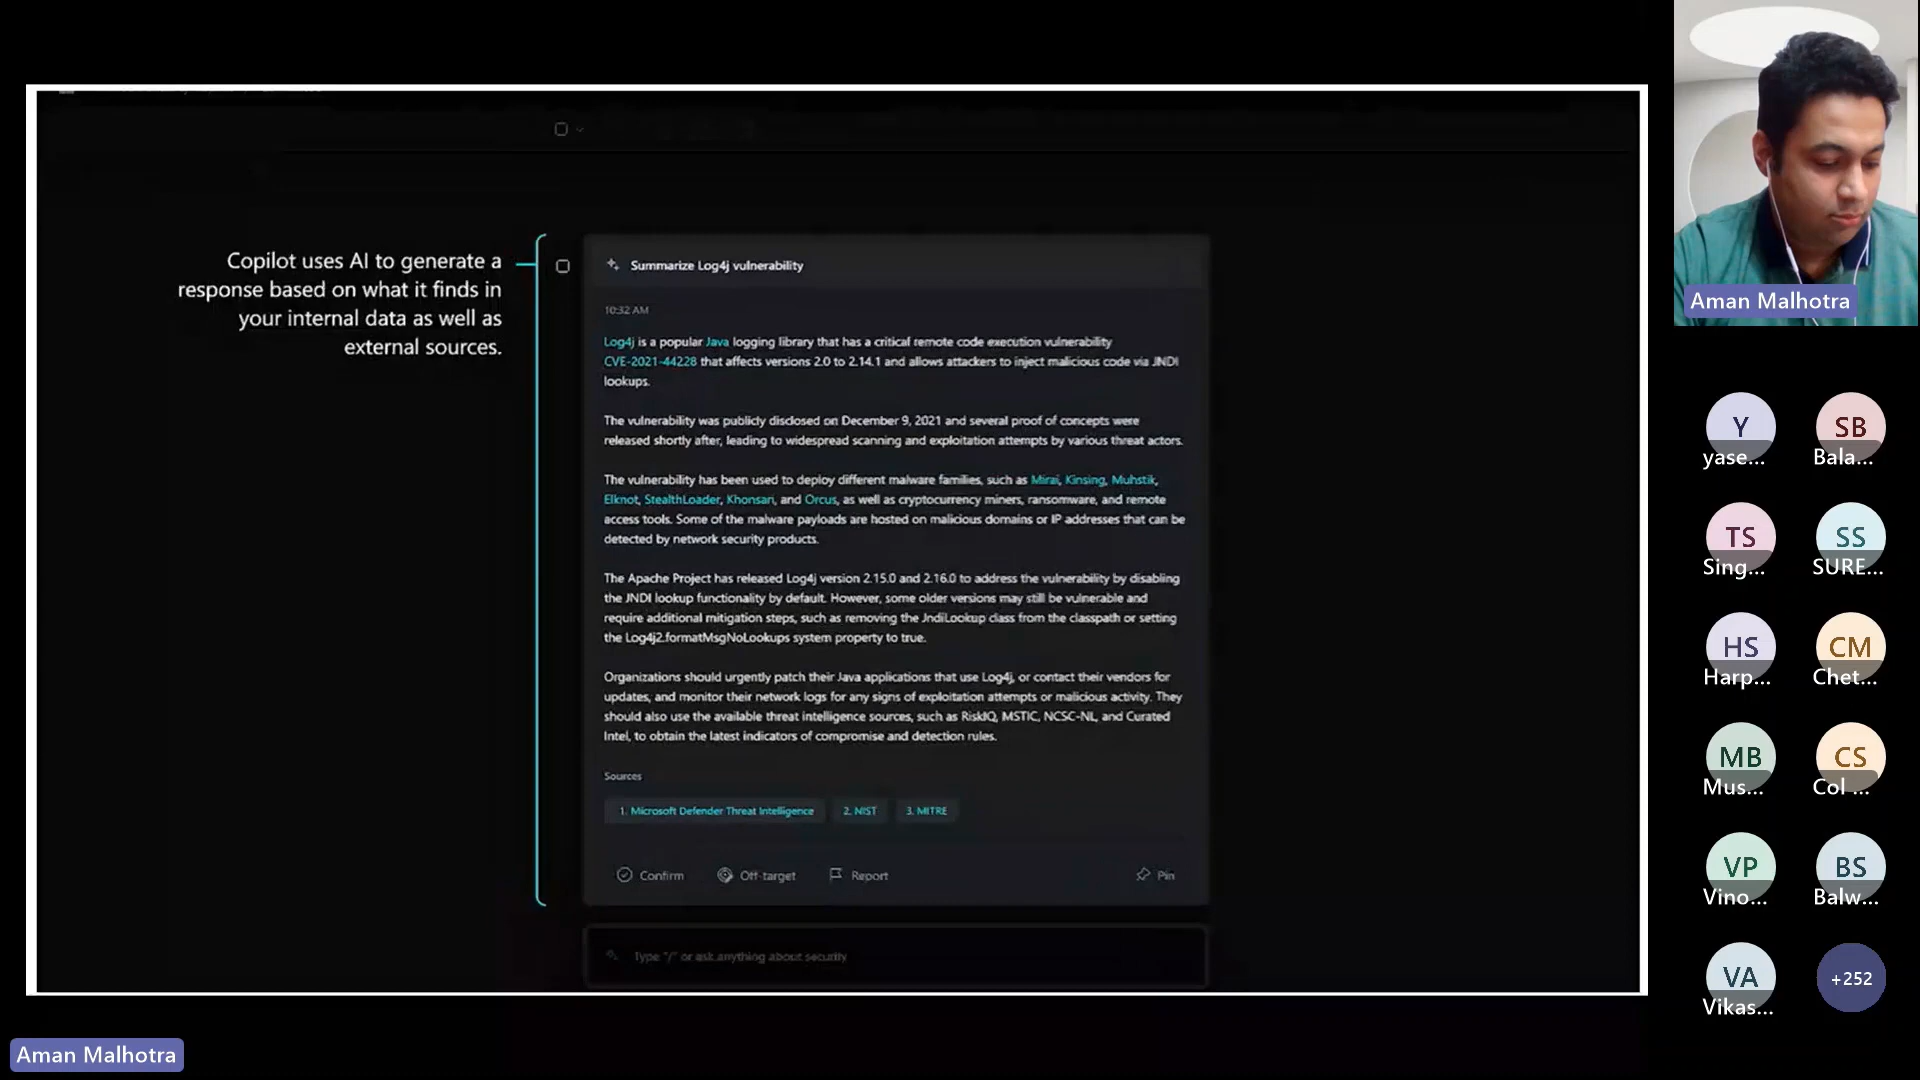 Copilot uses AI to generate a
response based on what it finds in
your internal data as well as
external sources.
Summarize Log4j vulnerability
10:32 AM
Log4j is a popular Java logging library that has a critical remote code execution vulnerability
CVE-2021-44228 that affects versions 2.0 to 2.14.1 and allows attackers to inject malicious code via JNDI
lookups.
The vulnerability was publicly disclosed on December 9, 2021 and several proof of concepts were
released shortly after, leading to widespread scanning and exploitation attempts by various threat actors.
The vulnerability has been used to deploy different malware families, such as Mirai, Kinsing, Muhstik,
Elknot, StealthLoader, Khonsari, and Orcus, as well as cryptocurrency miners, ransomware, and remote
access tools. Some of the malware payloads are hosted on malicious domains or IP addresses that can be
detected by network security products.
The Apache Project has released Log4j version 2.15.0 and 2.16.0 to address the vulnerability by disabling
the JNDI lookup functionality by default. However, some older versions may still be vulnerable and
require additional mitigation steps, such as removing the JndiLookup class from the classpath or setting
the Log4j2.formatMsgNoLookups system property to true.
Organizations should urgently patch their Java applications that use Log4j, or contact their vendors for
updates, and monitor their network logs for any signs of exploitation attempts or malicious activity. They
should also use the available threat intelligence sources, such as RiskIQ, MSTIC, NCSC-NL, and Curated
Intel, to obtain the latest indicators of compromise and detection rules.
Sources
1. Microsoft Defender Threat Intelligence 2. NIST 3. MITRE
Confirm Off-target Report Pin
Type "/" or ask anything about security
Aman Malhotra
Y SB
yase... Bala...
TS SS
Sing... SURE...
HS CM
Harp... Chet...
MB CS
Mus... Col ...
VP BS
Vino... Balw...
VA +252
Vikas...
Aman Malhotra